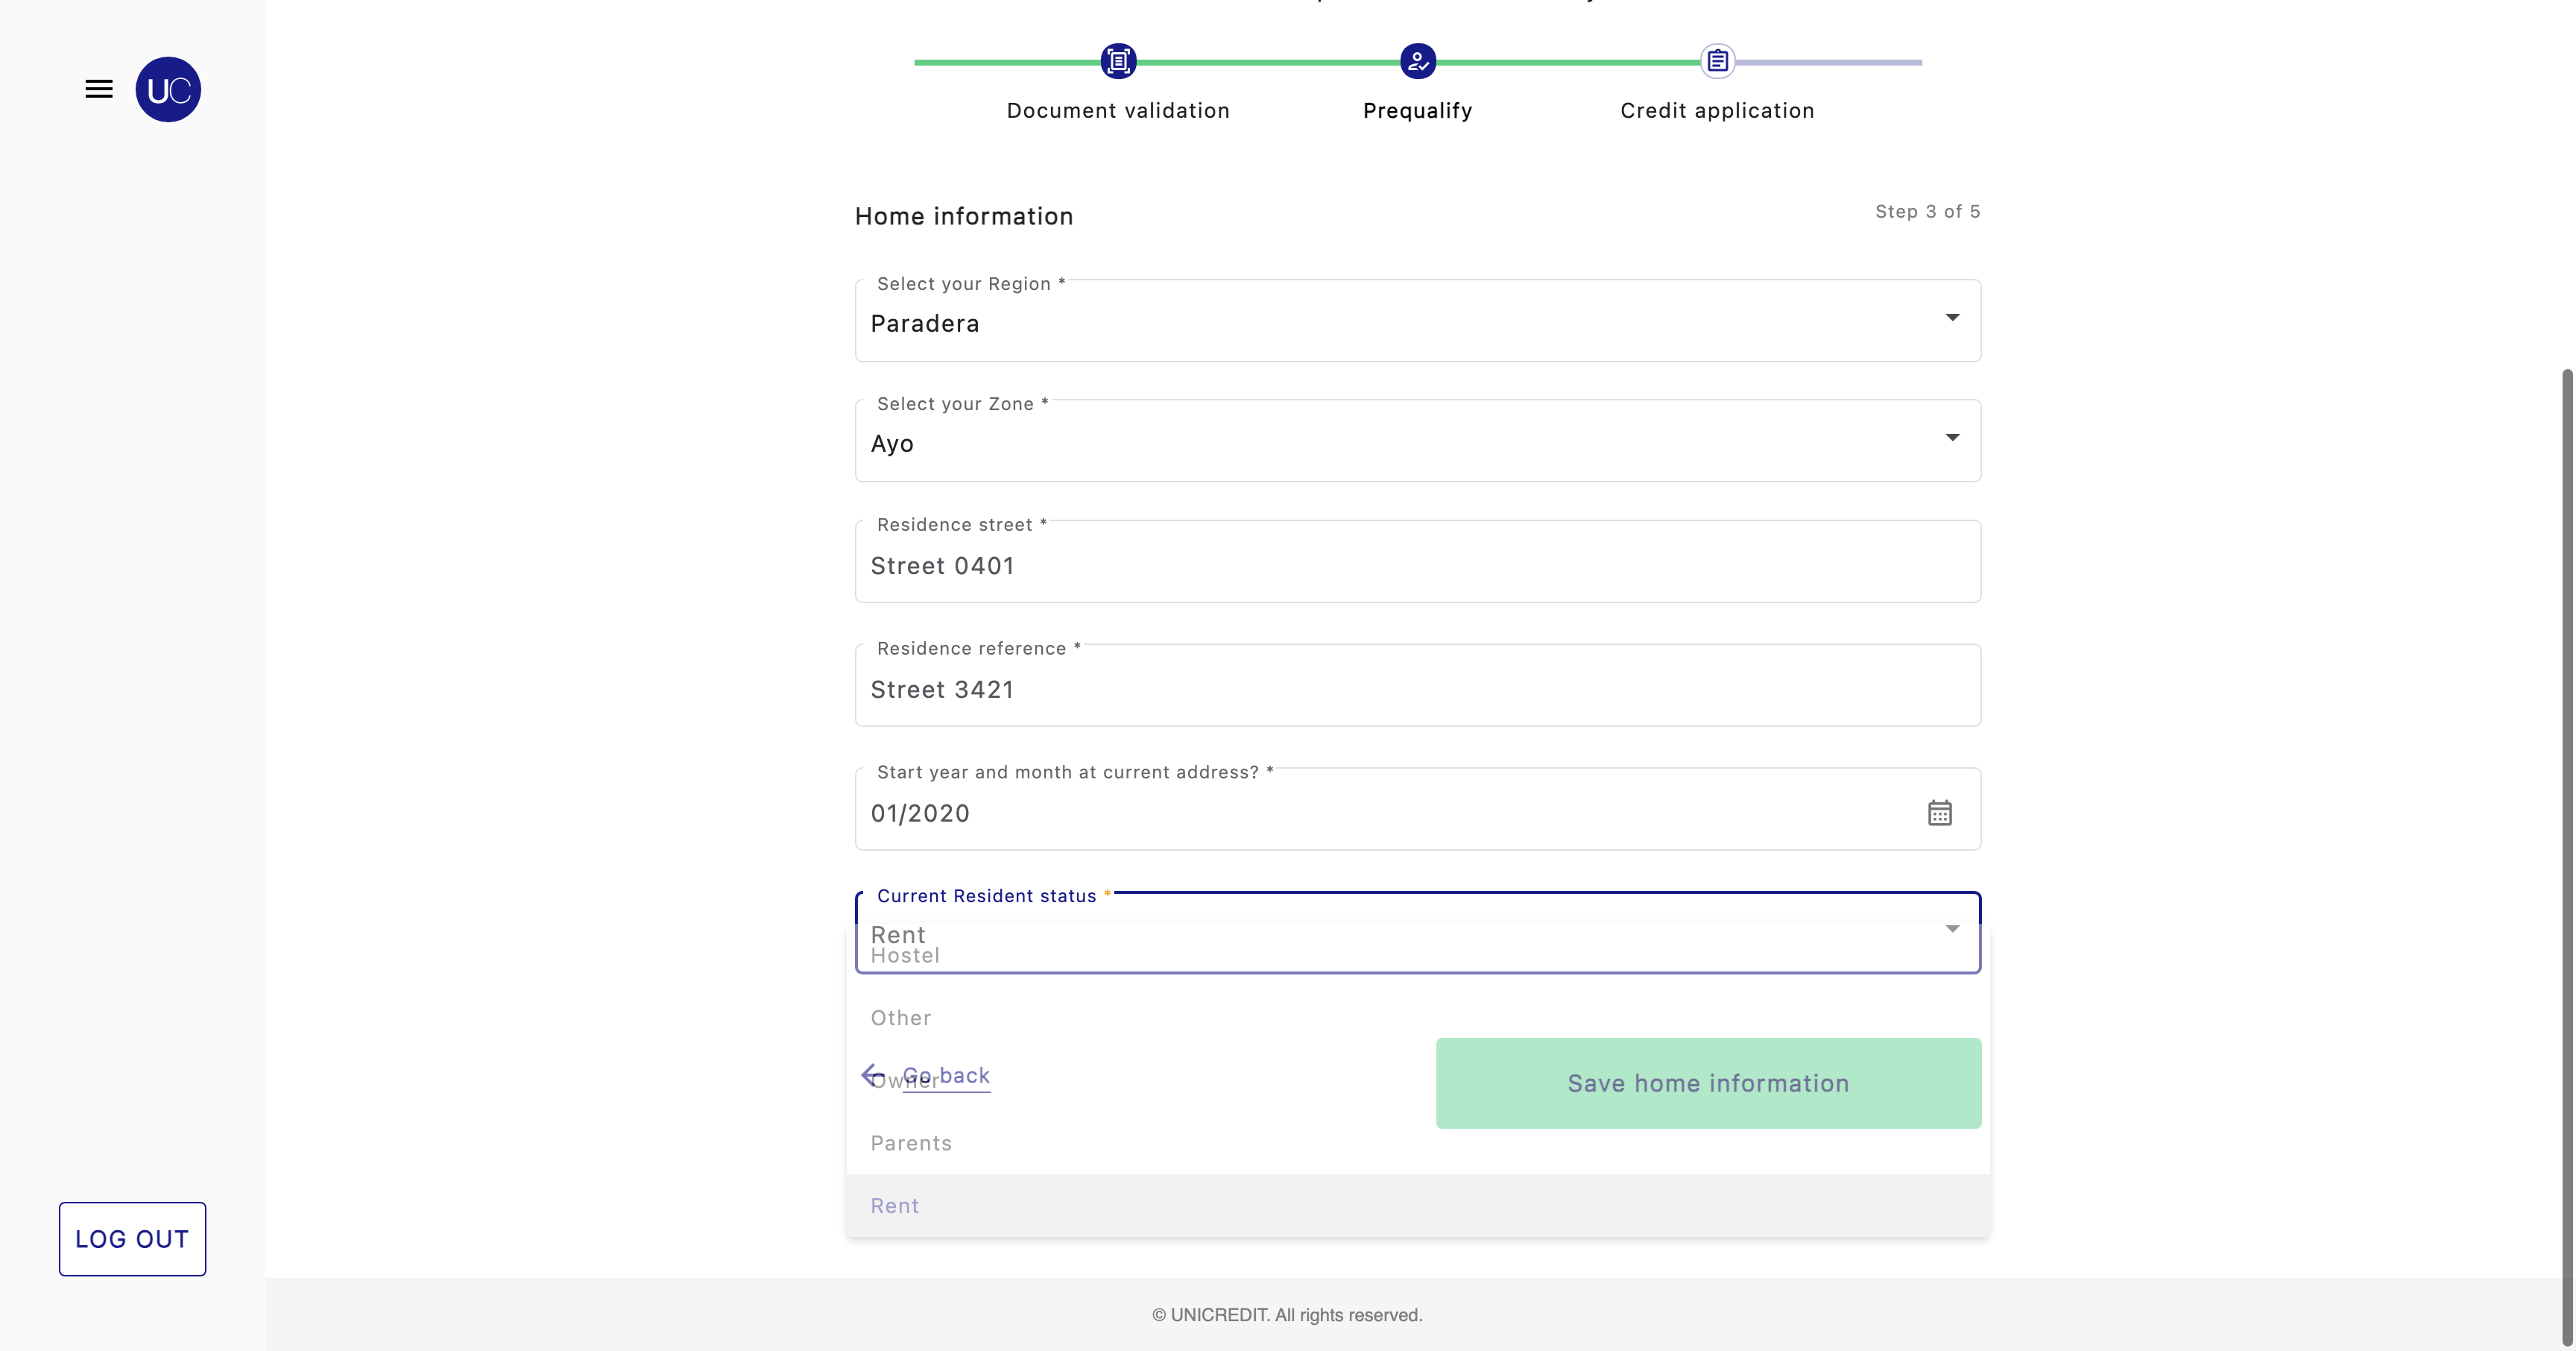 UC
Document validation
Prequalify
Credit application
Home information
Step 3 of 5
Select your Region *
Paradera
Select your Zone *
Ayo
Residence street *
Street 0401
Residence reference *
Street 3421
Start year and month at current address? *
01/2020
Current Resident status *
Rent
Hostel
Other
Go back
Owner
Save home information
Parents
Rent
LOG OUT
© UNICREDIT. All rights reserved.